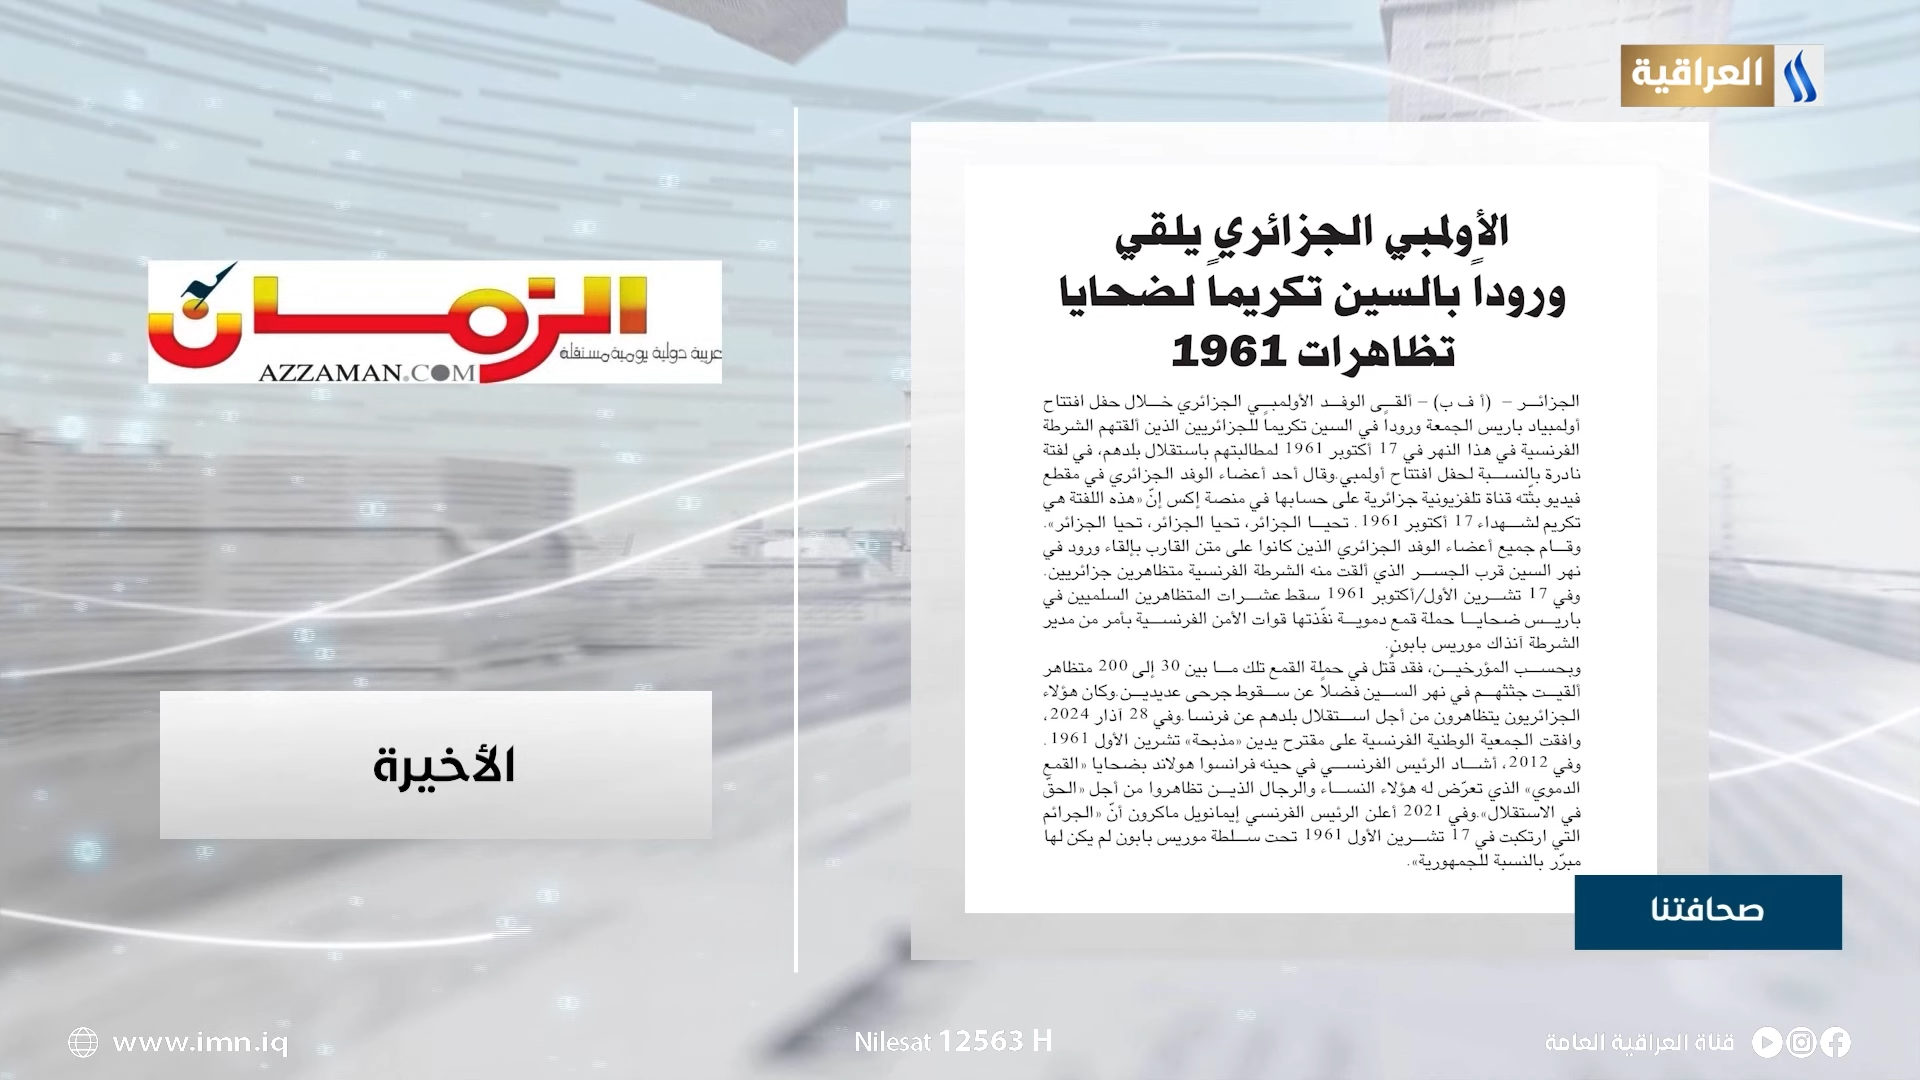 العراقية
الأولمبي الجزائري يلقي
وروداً بالسين تكريماً لضحايا
تظاهرات 1961
الجزائر – (أ ف ب) – ألقى الوفد الأولمبي الجزائري خلال حفل افتتاح
أولمبياد باريس الجمعة وروداً في السين تكريماً للجزائريين الذين ألقتهم الشرطة
الفرنسية في هذا النهر في 17 أكتوبر 1961 لمطالبتهم باستقلال بلدهم، في لفتة
نادرة بالنسبة لحفل افتتاح أولمبي.وقال أحد أعضاء الوفد الجزائري في مقطع
فيديو بثّته قناة تلفزيونية جزائرية على حسابها في منصة إكس إنّ «هذه اللفتة هي
تكريم لشهداء 17 أكتوبر 1961. تحيا الجزائر، تحيا الجزائر، تحيا الجزائر».
وقام جميع أعضاء الوفد الجزائري الذين كانوا على متن القارب بإلقاء ورود في
نهر السين قرب الجسر الذي ألقت منه الشرطة الفرنسية متظاهرين جزائريين.
وفي 17 تشرين الأول/أكتوبر 1961 سقط عشرات المتظاهرين السلميين في
باريس ضحايا حملة قمع دموية نفّذتها قوات الأمن الفرنسية بأمر من مدير
الشرطة آنذاك موريس بابون.
وبحسب المؤرخين، فقد قُتل في حملة القمع تلك ما بين 30 إلى 200 متظاهر
ألقيت جثثهم في نهر السين فضلاً عن سقوط جرحى عديدين.وكان هؤلاء
الجزائريون يتظاهرون من أجل استقلال بلدهم عن فرنسا.وفي 28 آذار 2024،
وافقت الجمعية الوطنية الفرنسية على مقترح يدين «مذبحة» تشرين الأول 1961.
وفي 2012، أشاد الرئيس الفرنسي في حينه فرانسوا هولاند بضحايا «القمع
الدموي» الذي تعرّض له هؤلاء النساء والرجال الذين تظاهروا من أجل «الحقّ
في الاستقلال».وفي 2021 أعلن الرئيس الفرنسي إيمانويل ماكرون أنّ «الجرائم
التي ارتكبت في 17 تشرين الأول 1961 تحت سلطة موريس بابون لم يكن لها
مبرّر بالنسبة للجمهورية».
الزمان
عربية دولية يومية مستقلة
AZZAMAN.COM
الأخيرة
صحافتنا
قناة العراقية العامة
Nilesat 12563 H
www.imn.iq